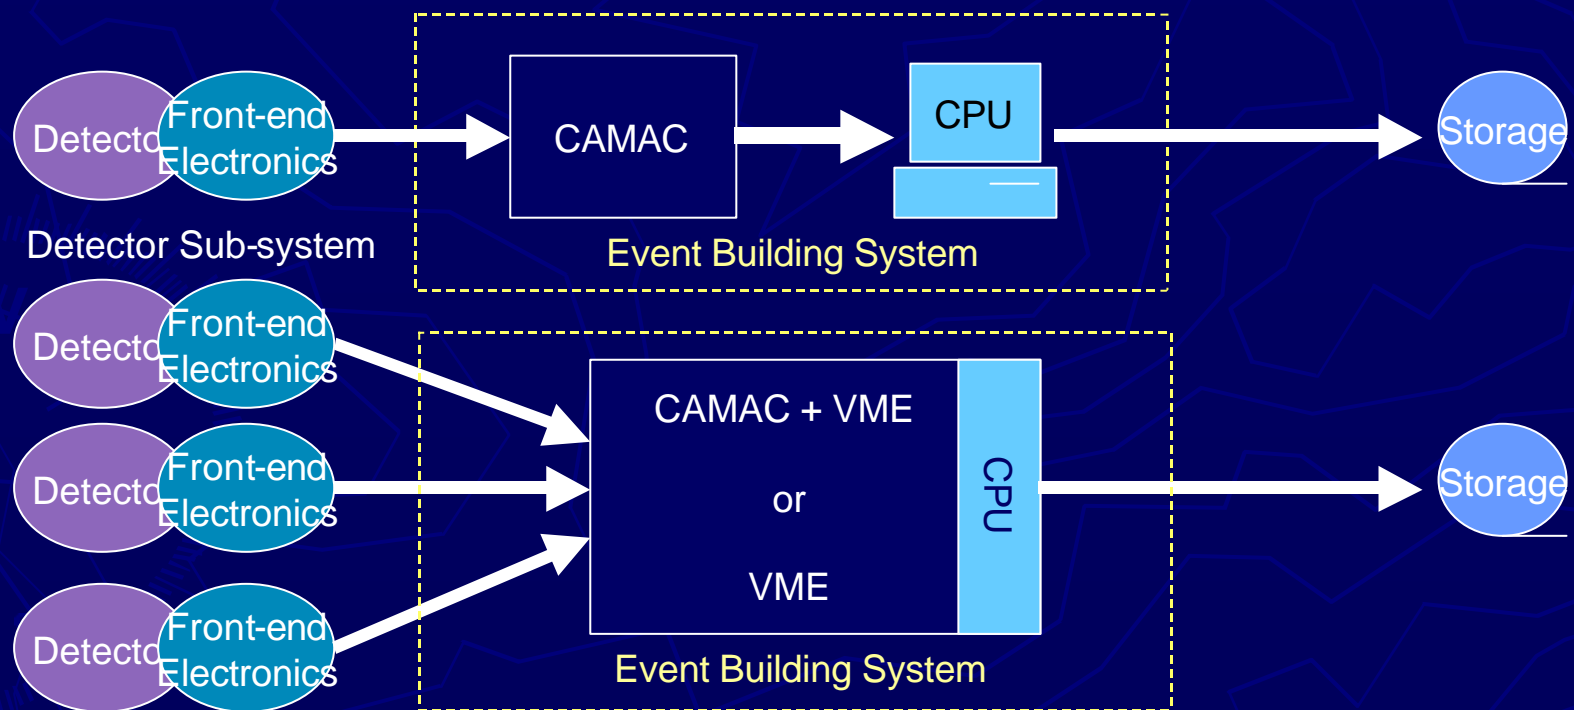 Detecto
Front-end
Electronics
CAMAC
CPU
Storage
Detector Sub-system
Event Building System
Detecto
Front-end
Electronics
Detecto
Front-end
Electronics
Detecto
Front-end
Electronics
CAMAC + VME
or
VME
CPU
Storage
Event Building System